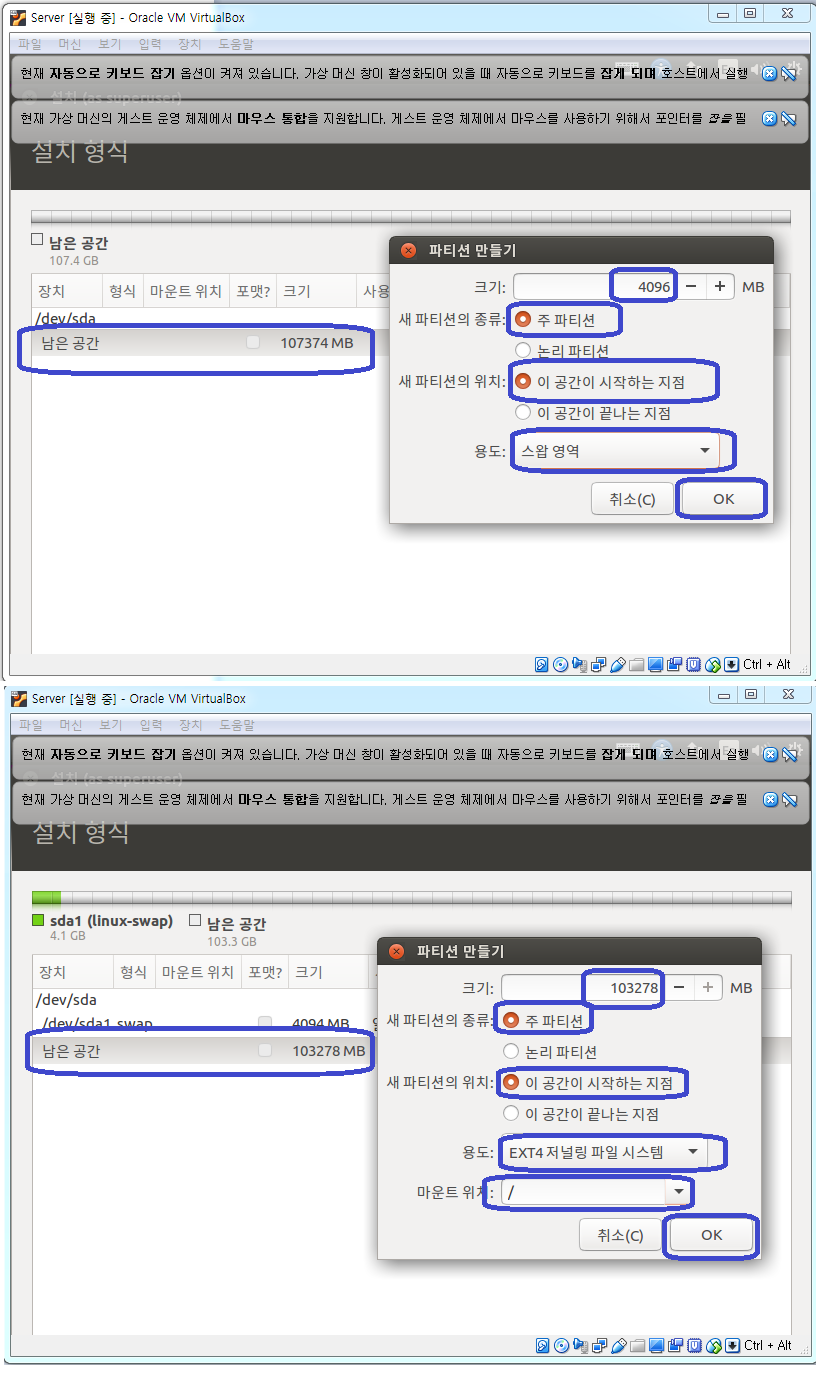 Server [실행 중] - Oracle VM VirtualBox
파일 머신 보기 입력 장치 도움말
현재 자동으로 키보드 잡기 옵션이 켜져 있습니다. 가상 머신 창이 활성화되어 있을 때 자동으로 키보드를 잡게 되며 호스트에서 실행
설치 (as superuser)
현재 가상 머신의 게스트 운영 체제에서 마우스 통합을 지원합니다. 게스트 운영 체제에서 마우스를 사용하기 위해서 포인터를 잡을 필
설치 형식
남은 공간
107.4 GB
장치 형식 마운트 위치 포맷? 크기 사용
/dev/sda
남은 공간 107374 MB
파티션 만들기
크기: 4096 MB
새 파티션의 종류: 주 파티션
논리 파티션
새 파티션의 위치: 이 공간이 시작하는 지점
이 공간이 끝나는 지점
용도: 스왑 영역
취소(C) OK
Ctrl + Alt
Server [실행 중] - Oracle VM VirtualBox
파일 머신 보기 입력 장치 도움말
현재 자동으로 키보드 잡기 옵션이 켜져 있습니다. 가상 머신 창이 활성화되어 있을 때 자동으로 키보드를 잡게 되며 호스트에서 실행
설치 (as superuser)
현재 가상 머신의 게스트 운영 체제에서 마우스 통합을 지원합니다. 게스트 운영 체제에서 마우스를 사용하기 위해서 포인터를 잡을 필
설치 형식
sda1 (linux-swap) 남은 공간
4.1 GB 103.3 GB
장치 형식 마운트 위치 포맷? 크기
/dev/sda
/dev/sda1 swap 4094 MB
남은 공간 103278 MB
파티션 만들기
크기: 103278 MB
새 파티션의 종류: 주 파티션
논리 파티션
새 파티션의 위치: 이 공간이 시작하는 지점
이 공간이 끝나는 지점
용도: EXT4 저널링 파일 시스템
마운트 위치: /
취소(C) OK
Ctrl + Alt